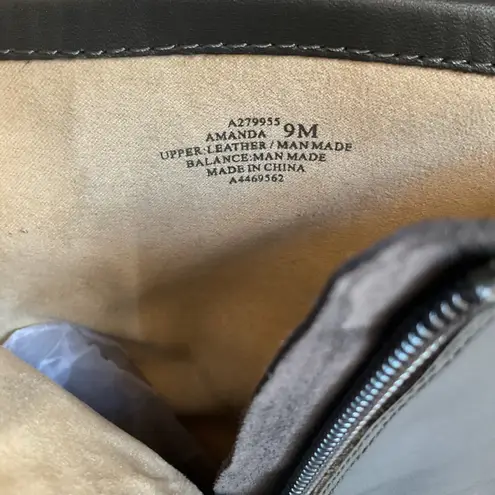 A279955
AMANDA 9M
UPPER:LEATHER / MAN MADE
BALANCE:MAN MADE
MADE IN CHINA
A4469562